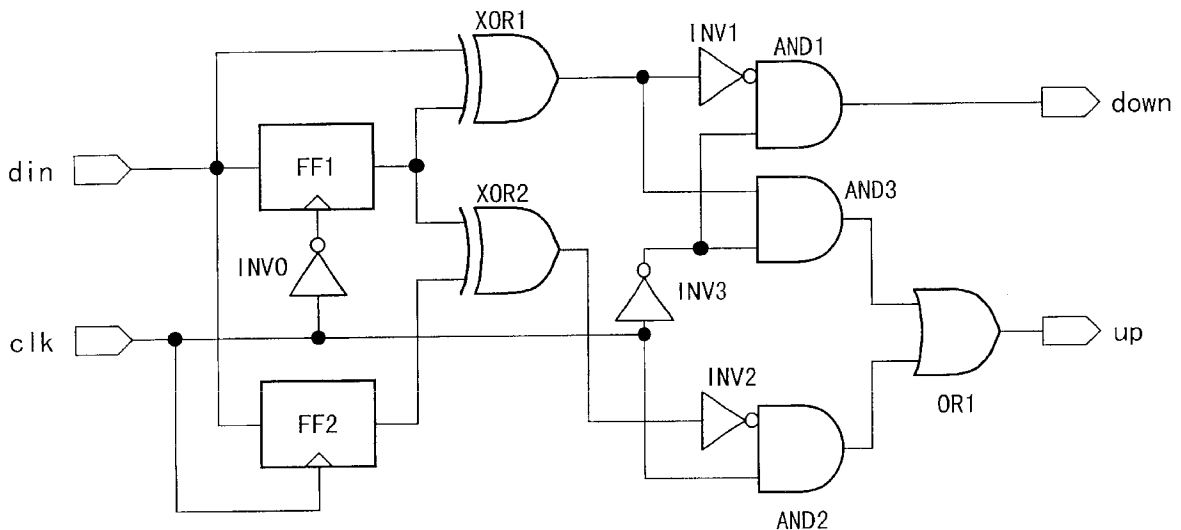 XOR1
INV1
AND1
down
din
FF1
XOR2
AND3
INV0
INV3
clk
up
INV2
OR1
FF2
AND2